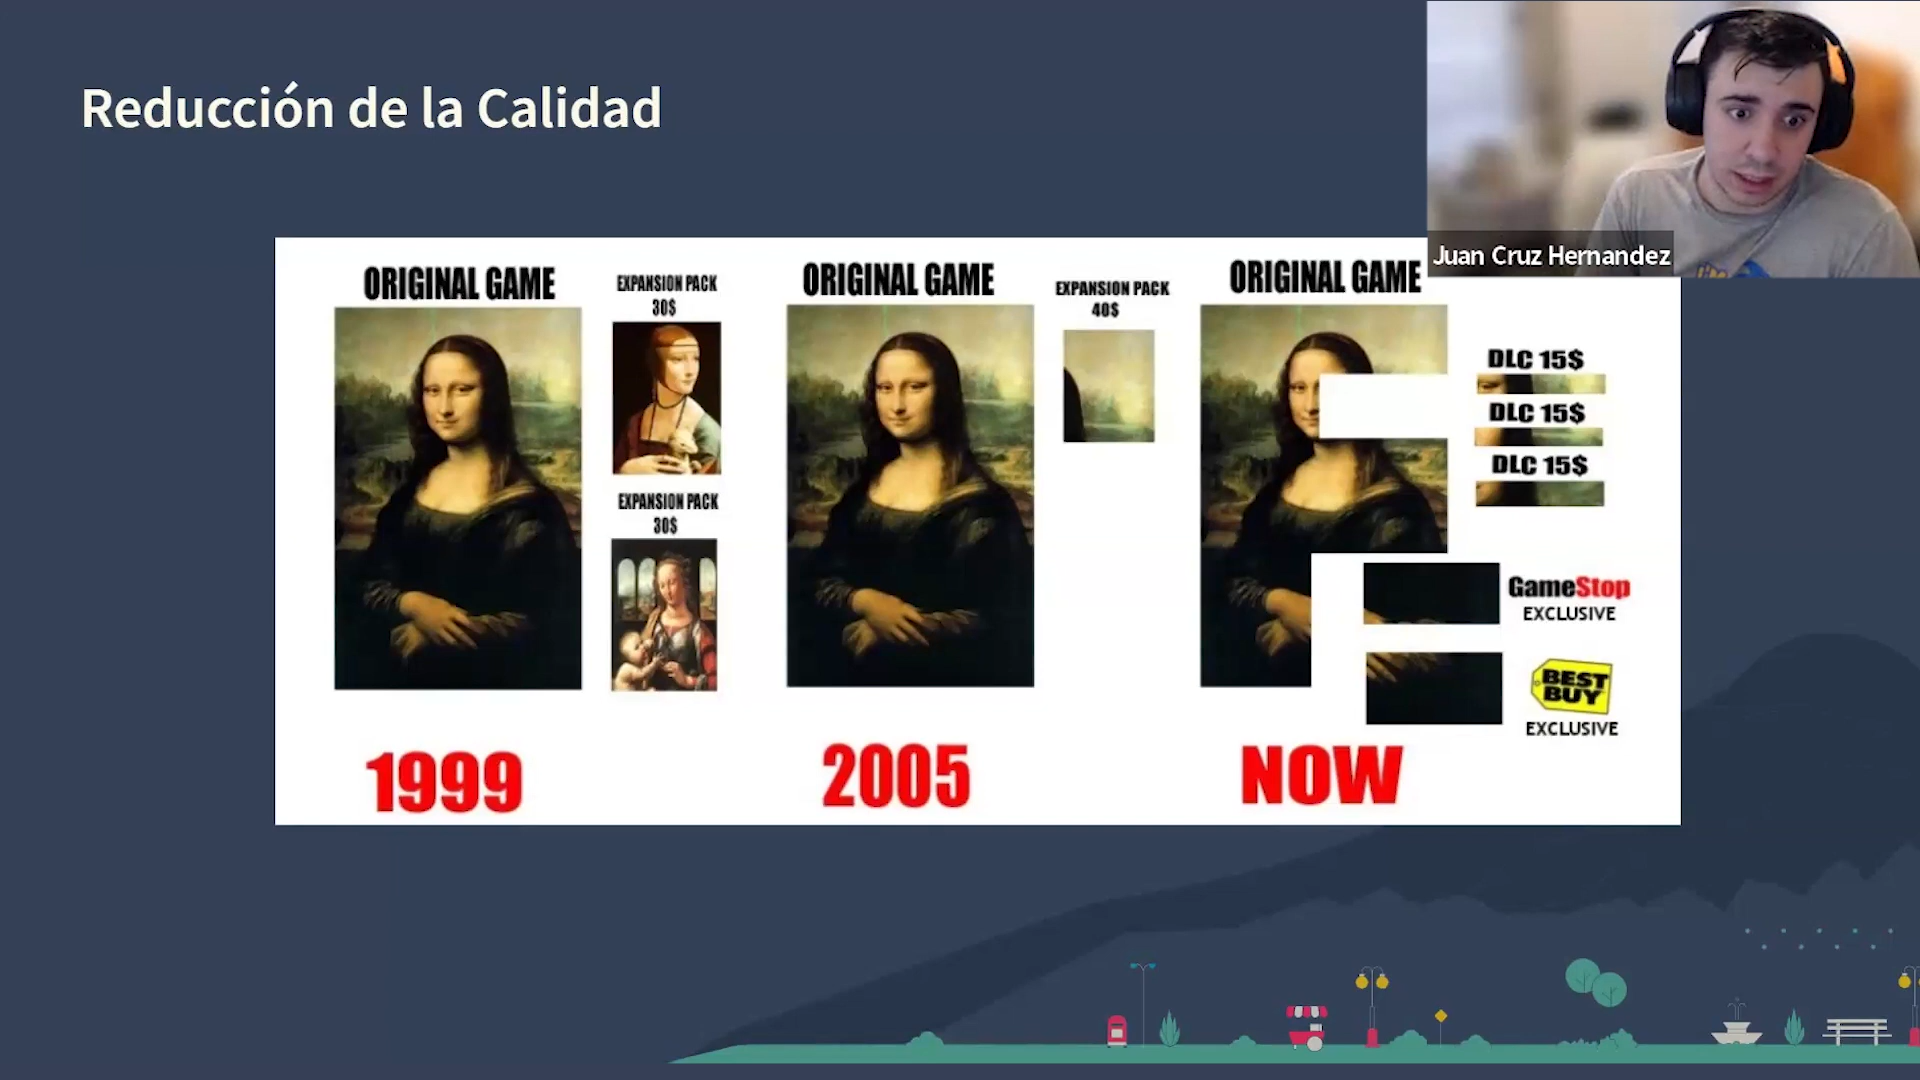 Reducción de la Calidad
Juan Cruz Hernandez
ORIGINAL GAME
EXPANSION PACK
30$
EXPANSION PACK
30$
1999
ORIGINAL GAME
EXPANSION PACK
40$
2005
ORIGINAL GAME
DLC 15$
DLC 15$
DLC 15$
GameStop
EXCLUSIVE
BEST
BUY
EXCLUSIVE
NOW